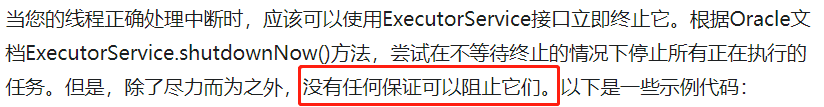 当您的线程正确处理中断时，应该可以使用ExecutorService接口立即终止它。根据Oracle文
档ExecutorService.shutdownNow()方法，尝试在不等待终止的情况下停止所有正在执行的
任务。但是，除了尽力而为之外，没有任何保证可以阻止它们。以下是一些示例代码：